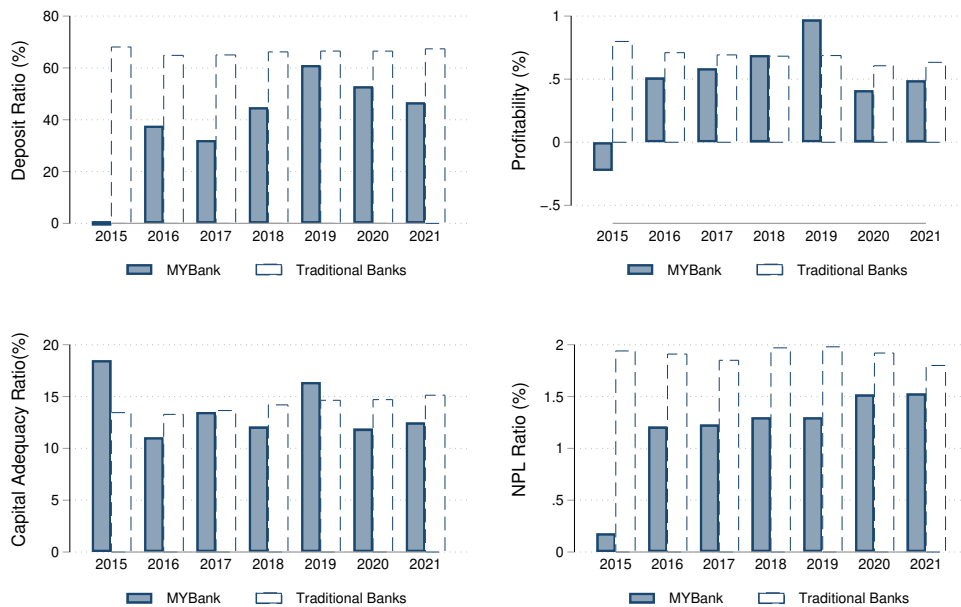 Deposit Ratio (%)
80
60
40
20
0
2015 2016 2017 2018 2019 2020 2021
MYBank Traditional Banks
Profitability (%)
1
.5
0
−.5
2015 2016 2017 2018 2019 2020 2021
MYBank Traditional Banks
Capital Adequacy Ratio(%)
20
15
10
5
0
2015 2016 2017 2018 2019 2020 2021
MYBank Traditional Banks
NPL Ratio (%)
2
1.5
1
.5
0
2015 2016 2017 2018 2019 2020 2021
MYBank Traditional Banks